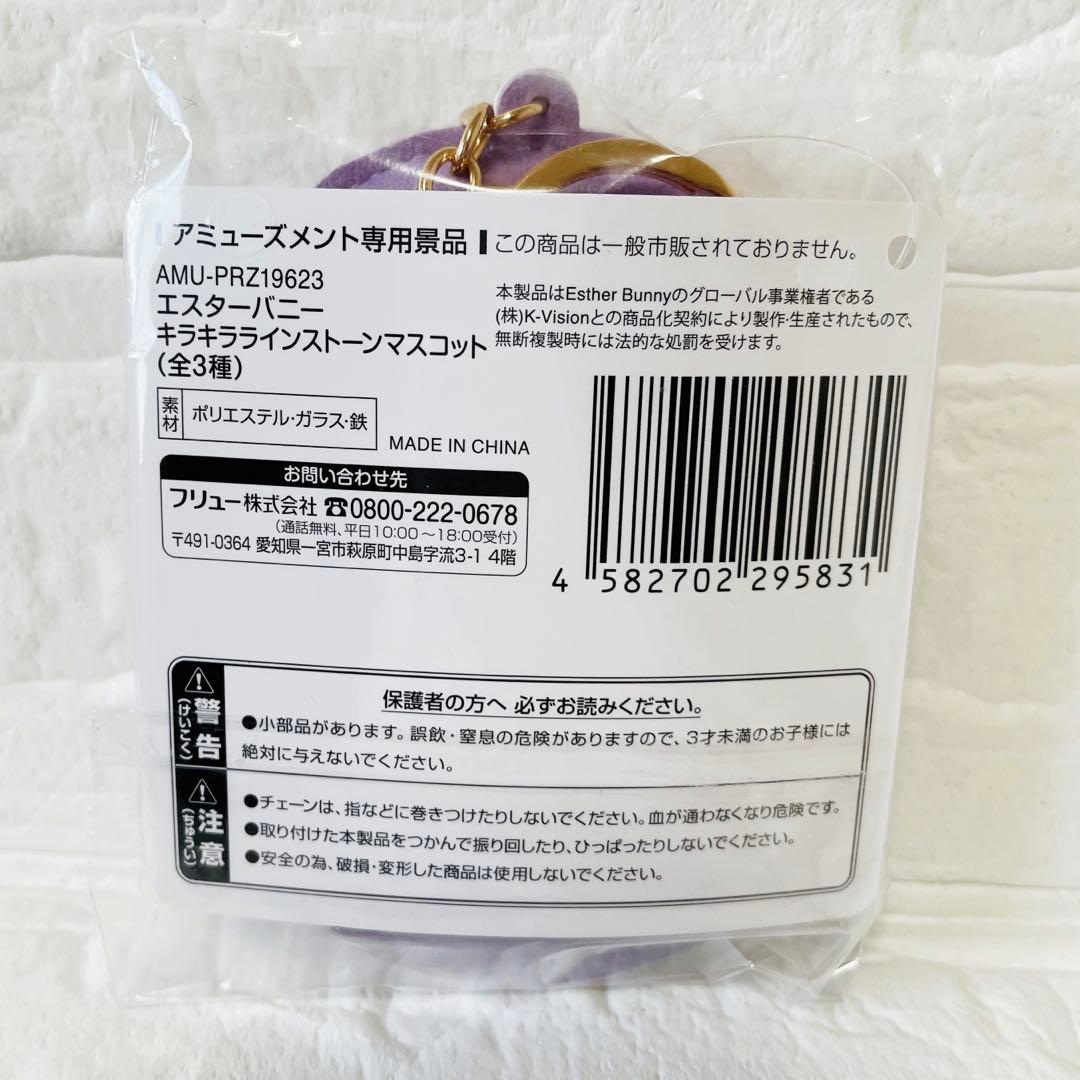 アミューズメント専用景品 この商品は一般市販されておりません。
AMU-PRZ19623
エスターバニー
キラキララインストーンマスコット
(全3種)
本製品はEsther Bunnyのグローバル事業権者である
(株)K-Visionとの商品化契約により製作・生産されたもので、
無断複製時には法的な処罰を受けます。
素材 ポリエステル・ガラス・鉄
MADE IN CHINA
お問い合わせ先
フリュー株式会社 ☎0800-222-0678
(通話無料、平日10:00～18:00受付)
〒491-0364 愛知県一宮市萩原町中島字流3-1 4階
4 582702 295831
警告(けいこく)
保護者の方へ 必ずお読みください。
●小部品があります。誤飲・窒息の危険がありますので、3才未満のお子様には
絶対に与えないでください。
注意(ちゅうい)
●チェーンは、指などに巻きつけたりしないでください。血が通わなくなり危険です。
●取り付けた本製品をつかんで振り回したり、ひっぱったりしないでください。
●安全の為、破損・変形した商品は使用しないでください。